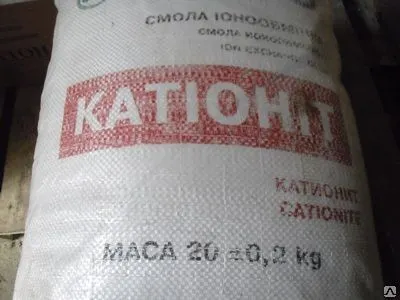 СМОЛА ІОНООБМІННА
СМОЛА ИОНООБМЕННАЯ
ION EXCHANGE
КАТІОНІТ
КАТИОНИТ
CATIONITE
МАСА 20 ±0,2 kg